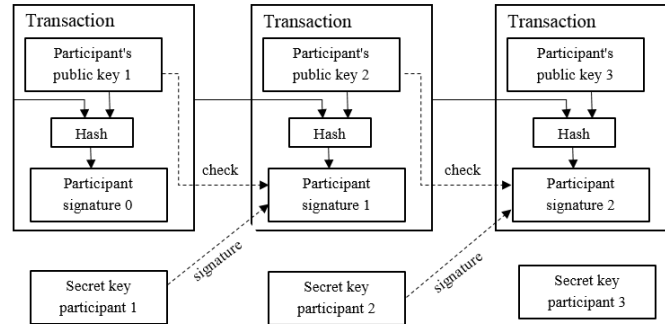 Transaction
Participant's
public key 1
Hash
Participant
signature 0
Transaction
Participant's
public key 2
Hash
Participant
signature 1
Transaction
Participant's
public key 3
Hash
Participant
signature 2
check
check
signature
signature
Secret key
participant 1
Secret key
participant 2
Secret key
participant 3